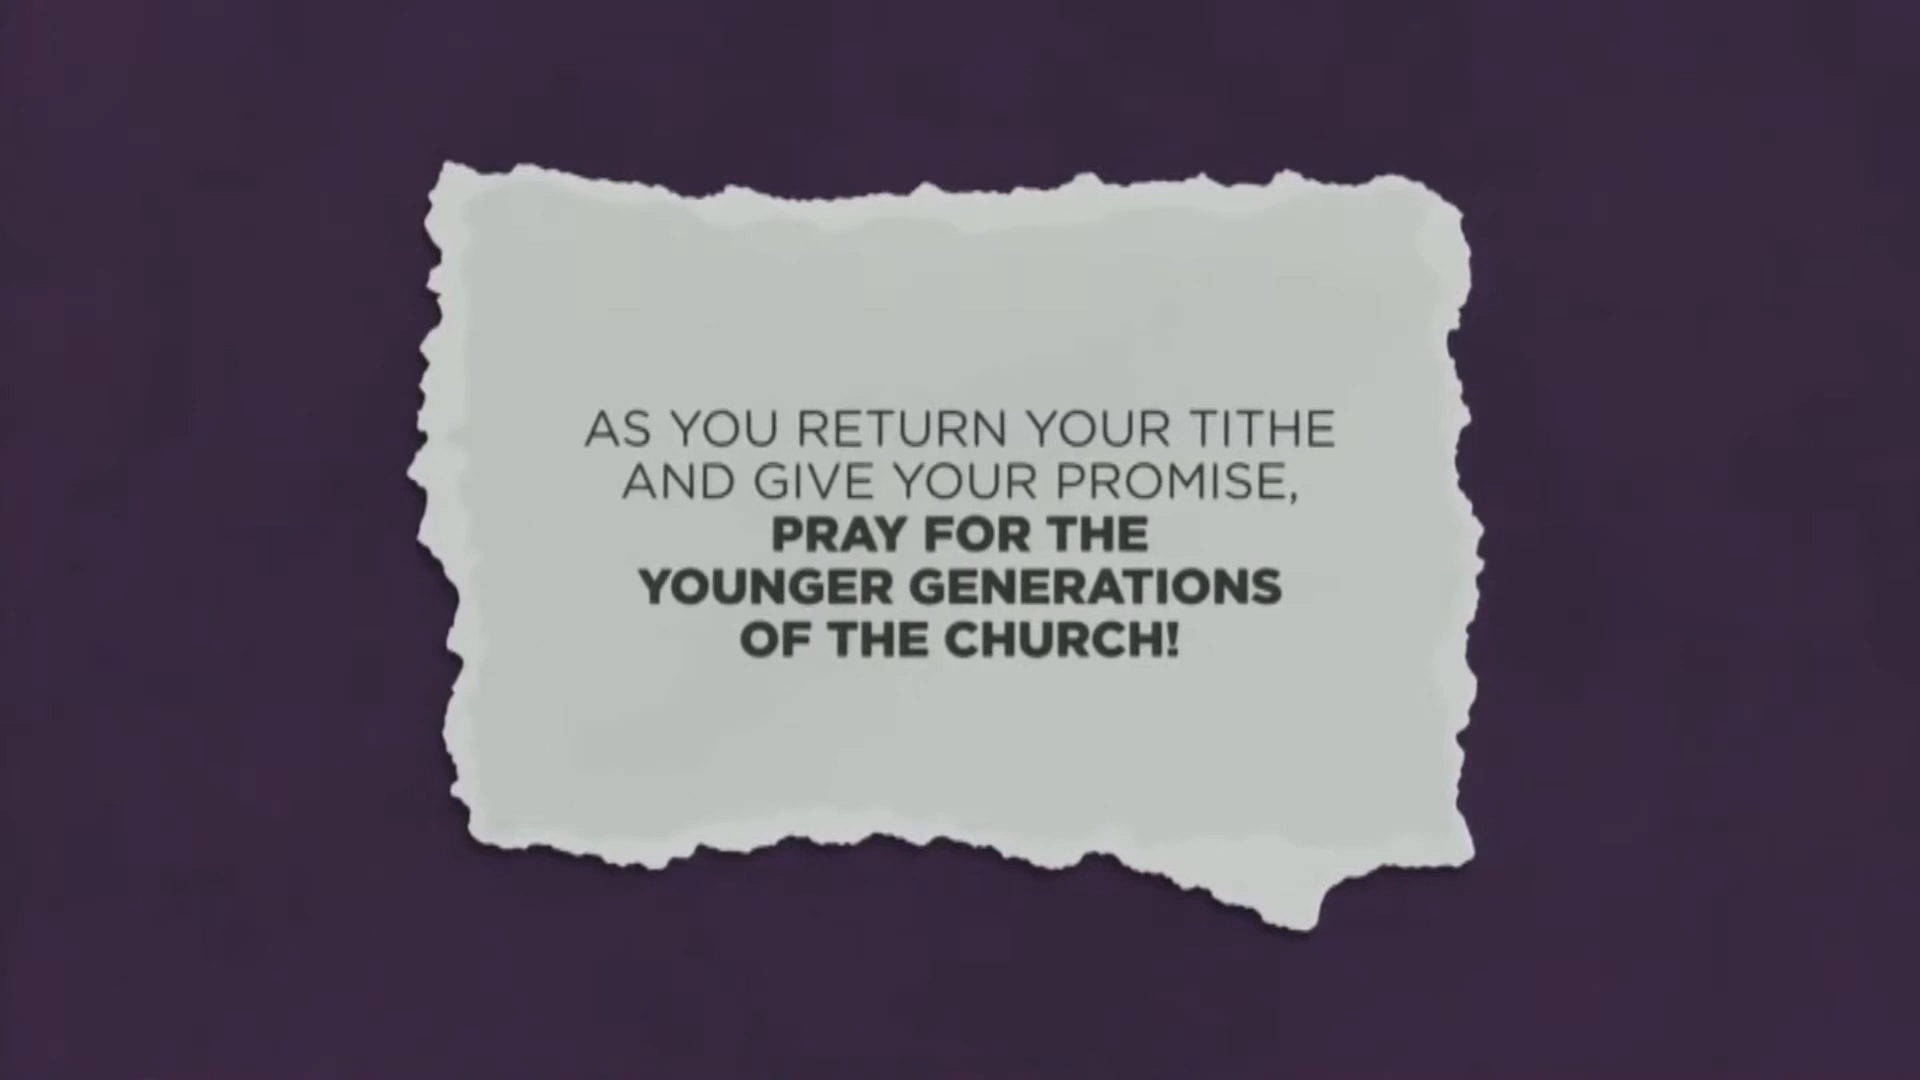 AS YOU RETURN YOUR TITHE
AND GIVE YOUR PROMISE,
PRAY FOR THE
YOUNGER GENERATIONS
OF THE CHURCH!